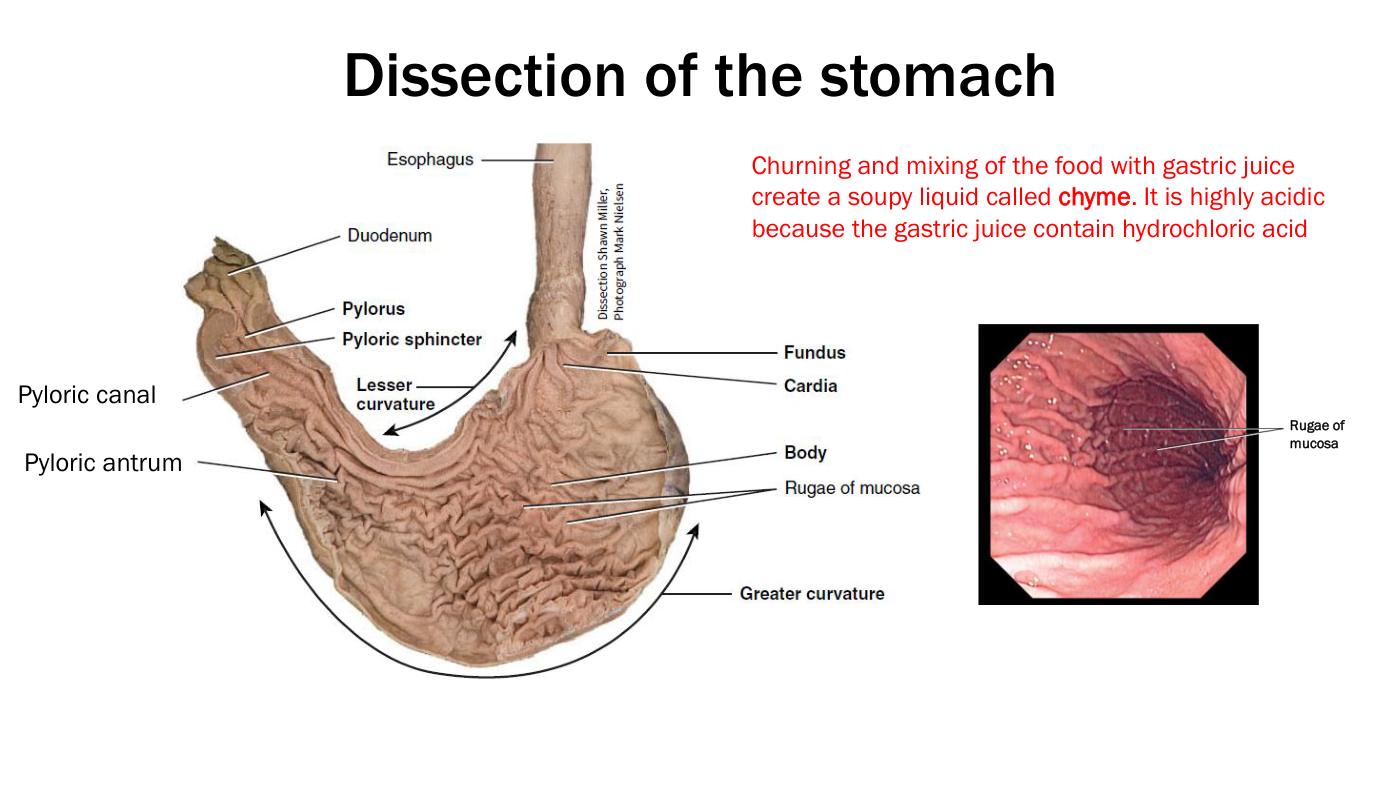 Dissection of the stomach
Esophagus
Churning and mixing of the food with gastric juice
create a soupy liquid called chyme. It is highly acidic
because the gastric juice contain hydrochloric acid
Dissection Shawn Miller,
Photograph Mark Nielsen
Duodenum
Pylorus
Pyloric sphincter
Fundus
Lesser
curvature
Cardia
Pyloric canal
Rugae of
mucosa
Body
Pyloric antrum
Rugae of mucosa
Greater curvature